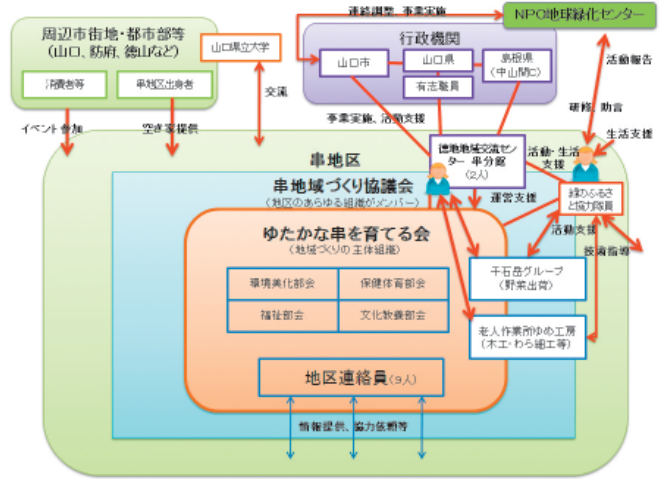 連絡調整、事業実施
NPO地球緑化センター
周辺市街地・都市部等
(山口、防府、徳山など)
消費者等
串地区出身者
山口県立大学
行政機関
山口市
山口県
有志職員
島根県
(中山間C)
活動報告
交流
研修、助言
イベント参加
空き家提供
事業実施、活動支援
徳地地域交流セン
ター 串分館
(2人)
活動・生活
支援
生活支援
串地区
串地域づくり協議会
(地区のあらゆる組織がメンバー)
運営支援
緑のふるさ
と協力隊員
ゆたかな串を育てる会
(地域づくりの主体組織)
活動支援
技術指導
環境美化部会
保健体育部会
福祉部会
文化教養部会
千石岳グループ
(野菜出荷)
老人作業所ゆめ工房
(木工・わら細工等)
地区連絡員(9人)
情報提供、協力依頼等